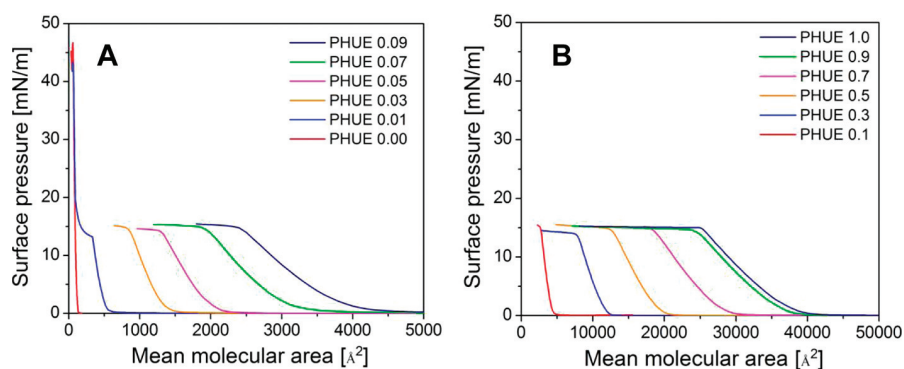 A
Surface pressure [mN/m]
50
40
30
20
10
0
PHUE 0.09
PHUE 0.07
PHUE 0.05
PHUE 0.03
PHUE 0.01
PHUE 0.00
0 1000 2000 3000 4000 5000
Mean molecular area [Å²]
B
Surface pressure [mN/m]
50
40
30
20
10
0
PHUE 1.0
PHUE 0.9
PHUE 0.7
PHUE 0.5
PHUE 0.3
PHUE 0.1
0 10000 20000 30000 40000 50000
Mean molecular area [Å²]